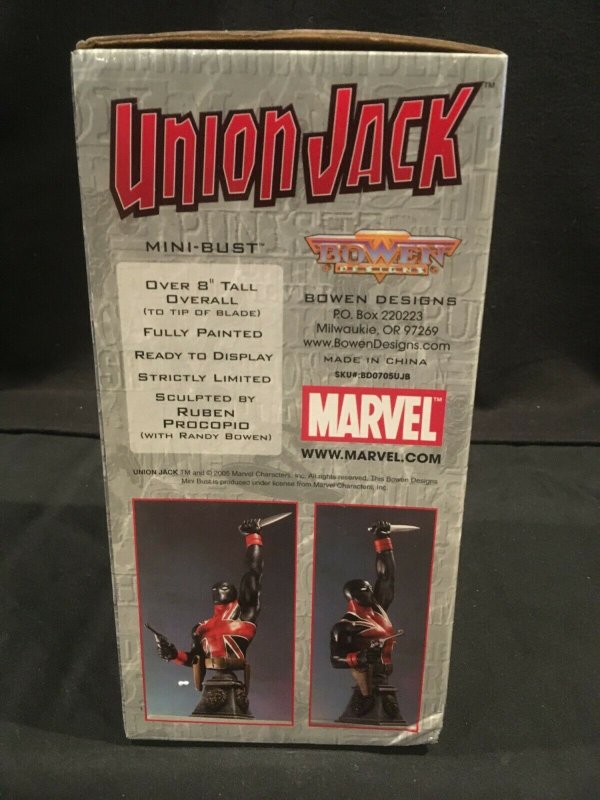 UNION JACK™
MINI-BUST™
OVER 8" TALL
OVERALL
(TO TIP OF BLADE)
FULLY PAINTED
READY TO DISPLAY
STRICTLY LIMITED
SCULPTED BY
RUBEN
PROCOPIO
(WITH RANDY BOWEN)
BOWEN
DESIGNS
BOWEN DESIGNS
P.O. Box 220223
Milwaukie, OR 97269
www.BowenDesigns.com
MADE IN CHINA
SKU#:BD0705UJB
MARVEL™
WWW.MARVEL.COM
UNION JACK TM and © 2005 Marvel Characters, Inc. All rights reserved. This Bowen Designs
Mini Bust is produced under license from Marvel Characters, Inc.